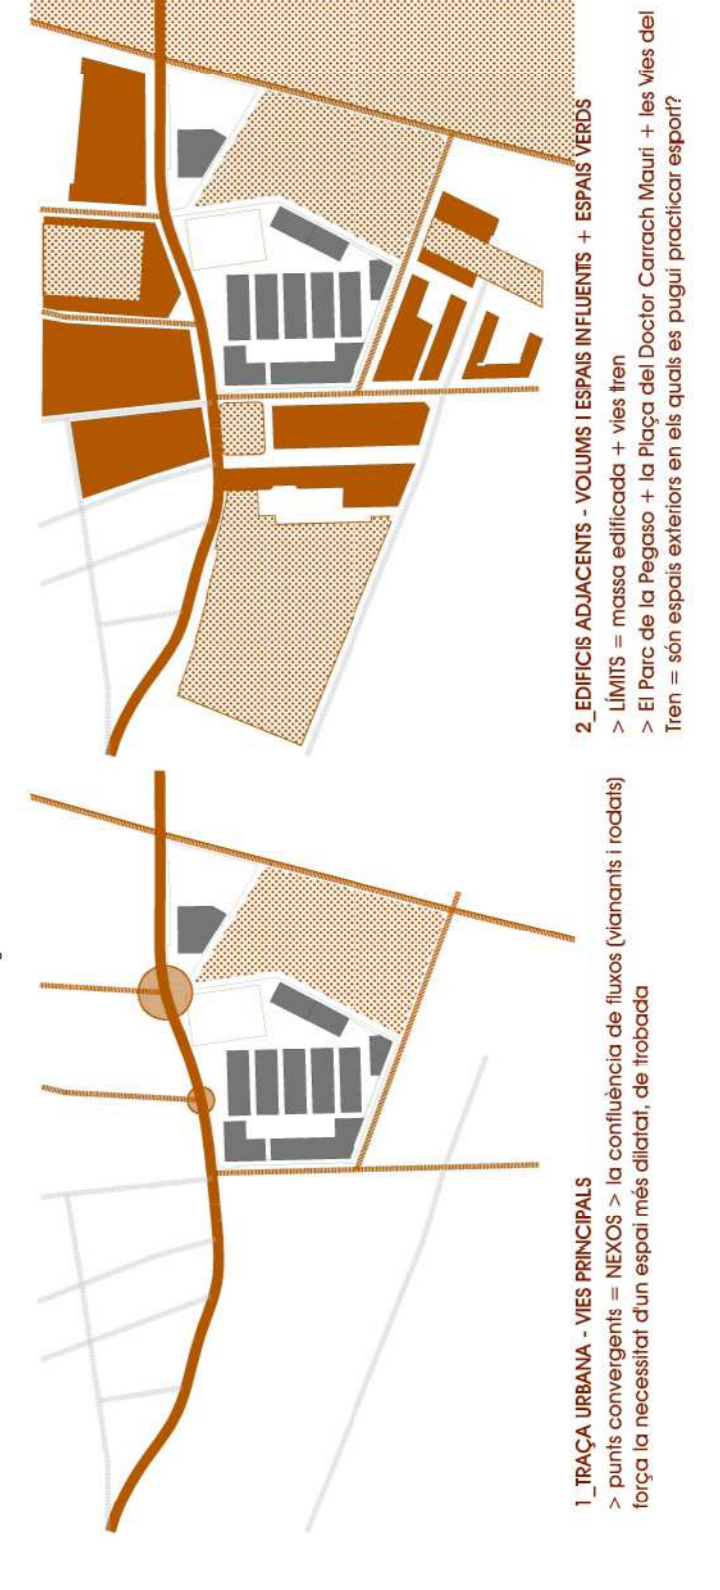 1_TRAÇA URBANA - VIES PRINCIPALS
> punts convergents = NEXOS > la confluència de fluxos (vianants i rodats)
força la necessitat d'un espai més dilatat, de trobada
2_EDIFICIS ADJACENTS - VOLUMS I ESPAIS INFLUENTS + ESPAIS VERDS
> LÍMITS = massa edificada + vies tren
> El Parc de la Pegaso + la Plaça del Doctor Carrach Mauri + les Vies del
Tren = són espais exteriors en els quals es pugui practicar esport?